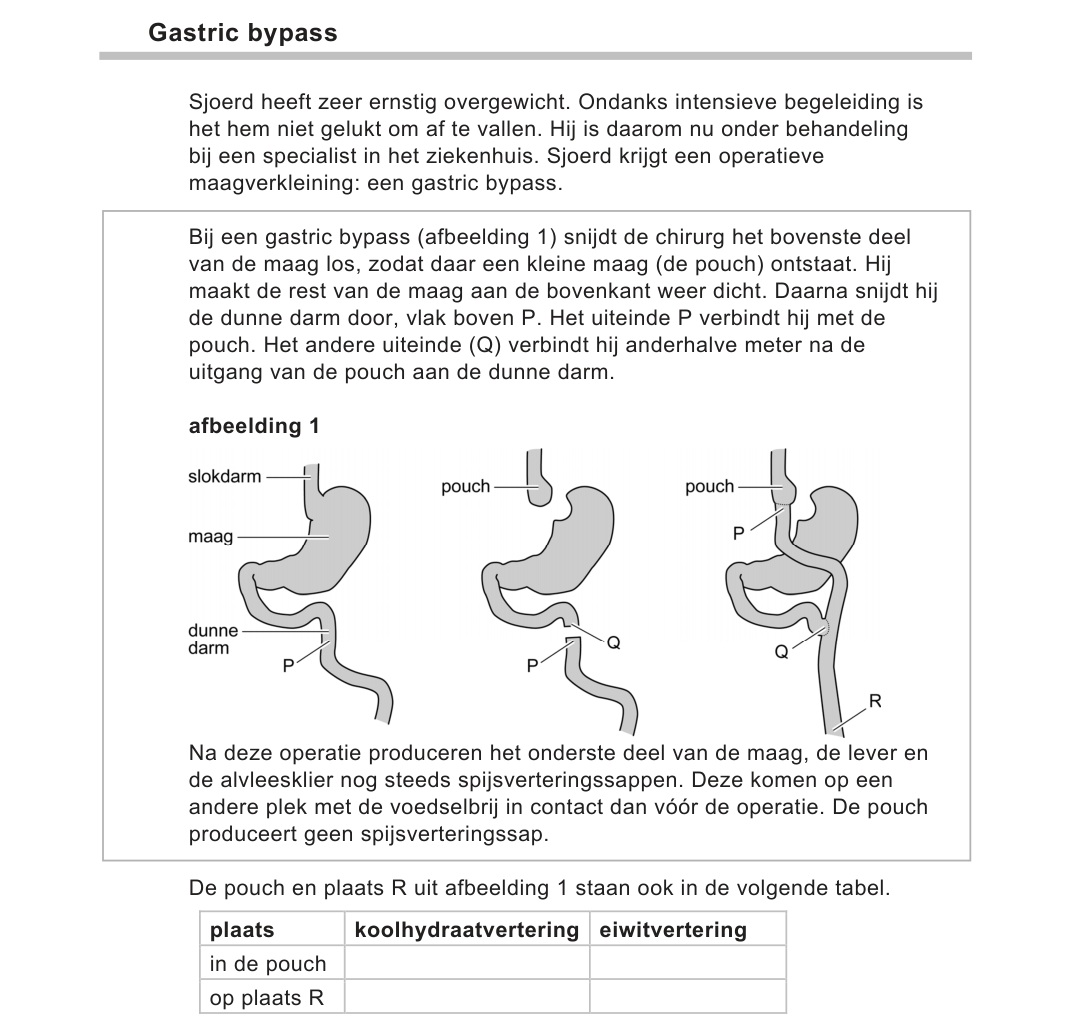 Gastric bypass
Sjoerd heeft zeer ernstig overgewicht. Ondanks intensieve begeleiding is
het hem niet gelukt om af te vallen. Hij is daarom nu onder behandeling
bij een specialist in het ziekenhuis. Sjoerd krijgt een operatieve
maagverkleining: een gastric bypass.
Bij een gastric bypass (afbeelding 1) snijdt de chirurg het bovenste deel
van de maag los, zodat daar een kleine maag (de pouch) ontstaat. Hij
maakt de rest van de maag aan de bovenkant weer dicht. Daarna snijdt hij
de dunne darm door, vlak boven P. Het uiteinde P verbindt hij met de
pouch. Het andere uiteinde (Q) verbindt hij anderhalve meter na de
uitgang van de pouch aan de dunne darm.
afbeelding 1
slokdarm
maag
dunne
darm
P
pouch
Q
P
pouch
P
Q
R
Na deze operatie produceren het onderste deel van de maag, de lever en
de alvleesklier nog steeds spijsverteringssappen. Deze komen op een
andere plek met de voedselbrij in contact dan vóór de operatie. De pouch
produceert geen spijsverteringssap.
De pouch en plaats R uit afbeelding 1 staan ook in de volgende tabel.
plaats koolhydraatvertering eiwitvertering
in de pouch
op plaats R